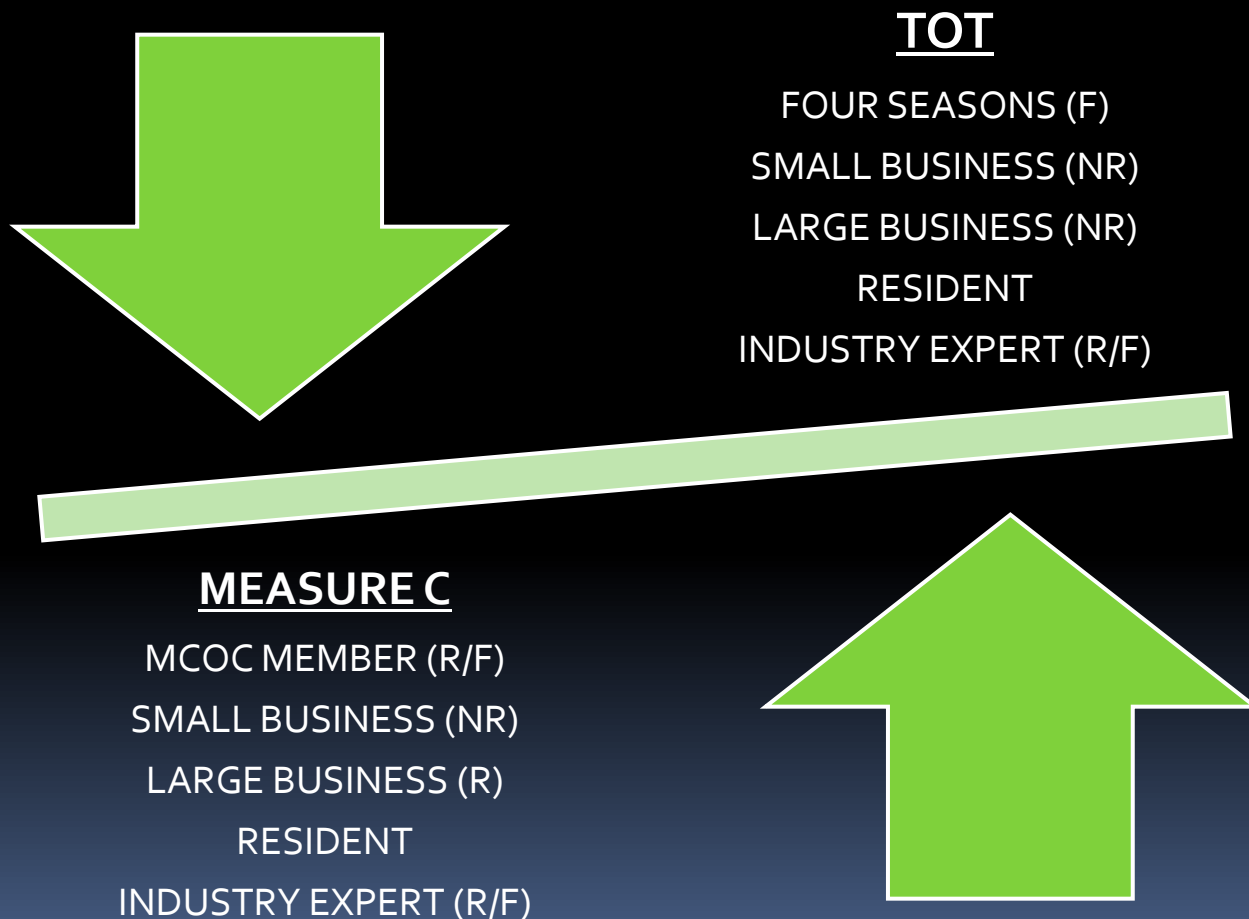 TOT
FOUR SEASONS (F)
SMALL BUSINESS (NR)
LARGE BUSINESS (NR)
RESIDENT
INDUSTRY EXPERT (R/F)
MEASURE C
MCOC MEMBER (R/F)
SMALL BUSINESS (NR)
LARGE BUSINESS (R)
RESIDENT
INDUSTRY EXPERT (R/F)